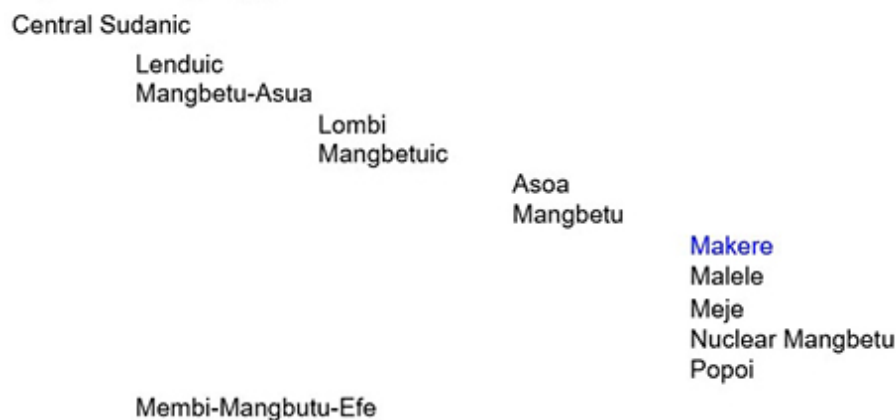 Central Sudanic
Lenduic
Mangbetu-Asua
Lombi
Mangbetuic
Asoa
Mangbetu
Makere
Malele
Meje
Nuclear Mangbetu
Popoi
Membi-Mangbutu-Efe